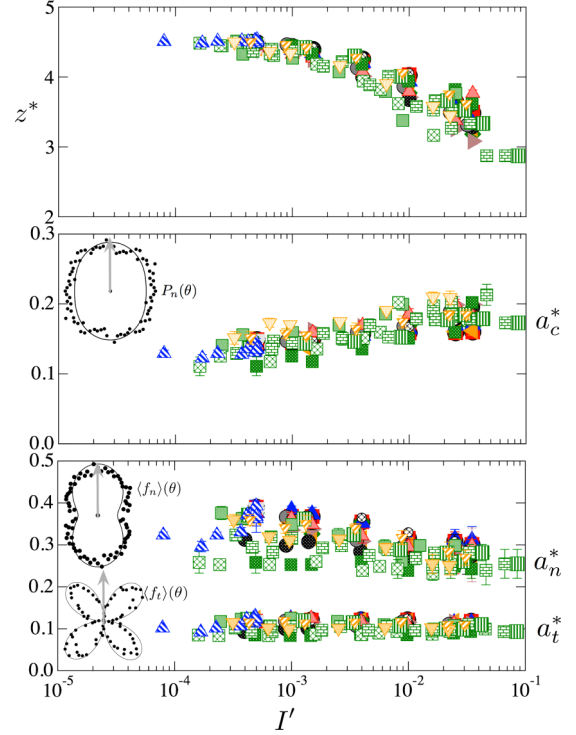 5
4
z*
3
2
0.3
P_n(θ)
0.2
a_c^*
0.1
0.0
0.5
⟨f_n⟩(θ)
0.4
0.3
a_n^*
0.2
⟨f_t⟩(θ)
0.1
a_t^*
0.0
10^-5 10^-4 10^-3 10^-2 10^-1
I′